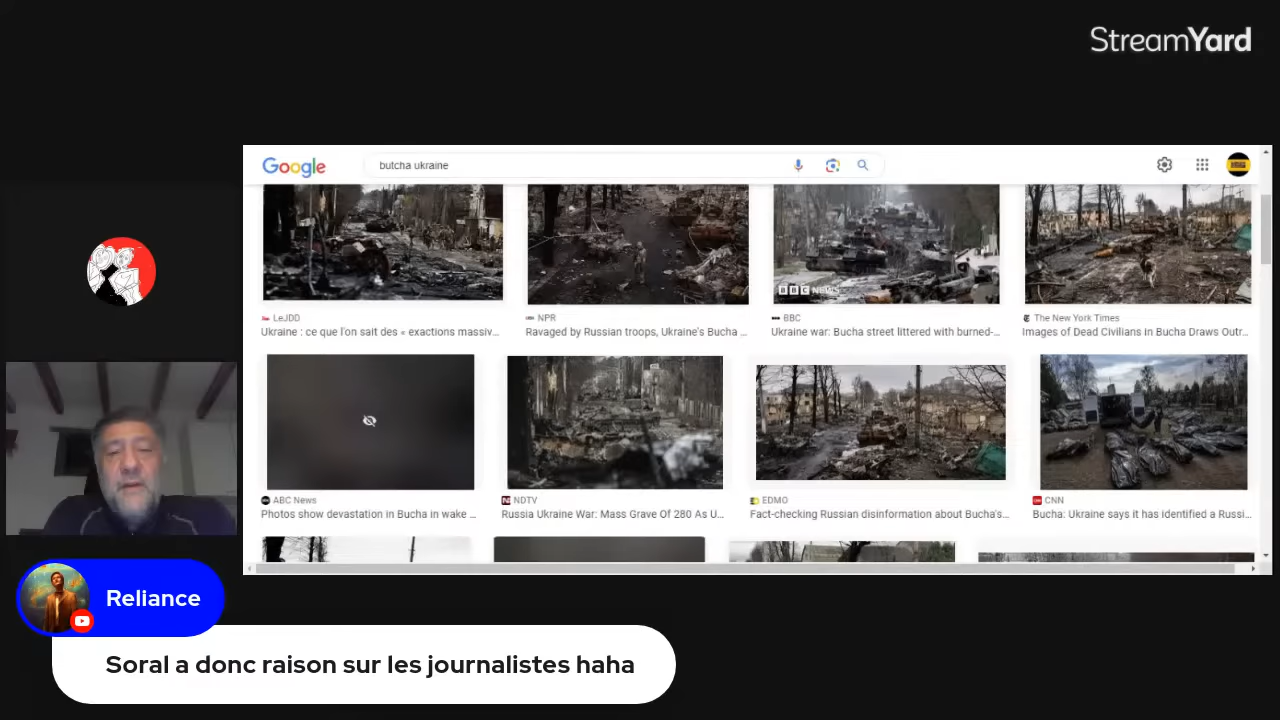 StreamYard
Google
butcha ukraine
BBC NEWS
LeJDD
Ukraine : ce que l'on sait des « exactions massiv...
NPR
Ravaged by Russian troops, Ukraine's Bucha ...
BBC
Ukraine war: Bucha street littered with burned-...
The New York Times
Images of Dead Civilians in Bucha Draws Outr...
ABC News
Photos show devastation in Bucha in wake ...
NDTV
Russia Ukraine War: Mass Grave Of 280 As U...
EDMO
Fact-checking Russian disinformation about Bucha's...
CNN
Bucha: Ukraine says it has identified a Russi...
Reliance
Soral a donc raison sur les journalistes haha